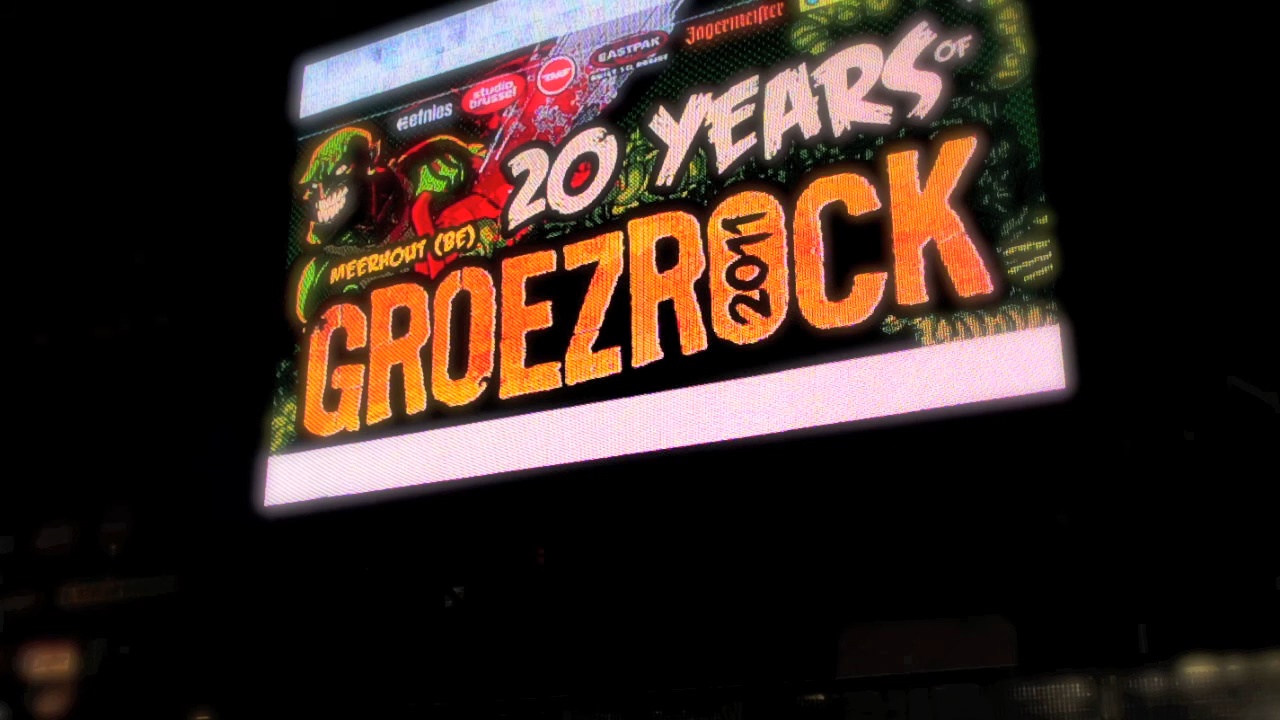 etnies
studio brussel
EASTPAK
Jägermeister
20 YEARS OF
MEERHOUT (BE)
GROEZROCK
2011